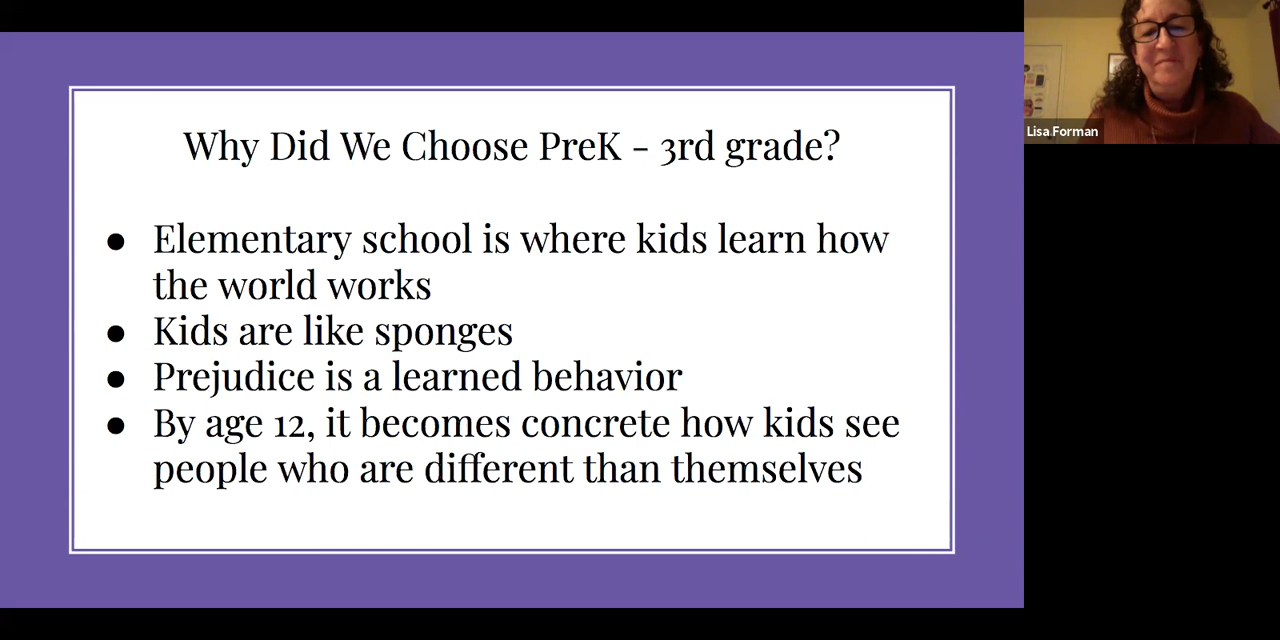 Why Did We Choose PreK – 3rd grade?
● Elementary school is where kids learn how
the world works
● Kids are like sponges
● Prejudice is a learned behavior
● By age 12, it becomes concrete how kids see
people who are different than themselves
Lisa Forman